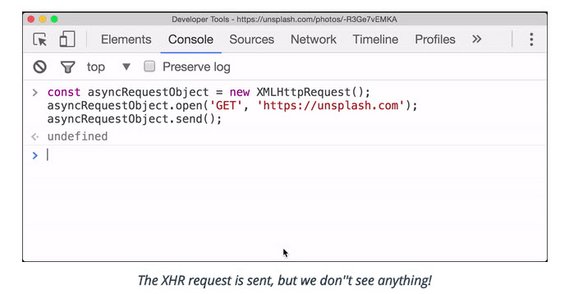 Developer Tools - https://unsplash.com/photos/-R3Ge7vEMKA
Elements Console Sources Network Timeline Profiles »
top ▼ Preserve log
> const asyncRequestObject = new XMLHttpRequest();
asyncRequestObject.open('GET', 'https://unsplash.com');
asyncRequestObject.send();
<· undefined
>
The XHR request is sent, but we don''t see anything!